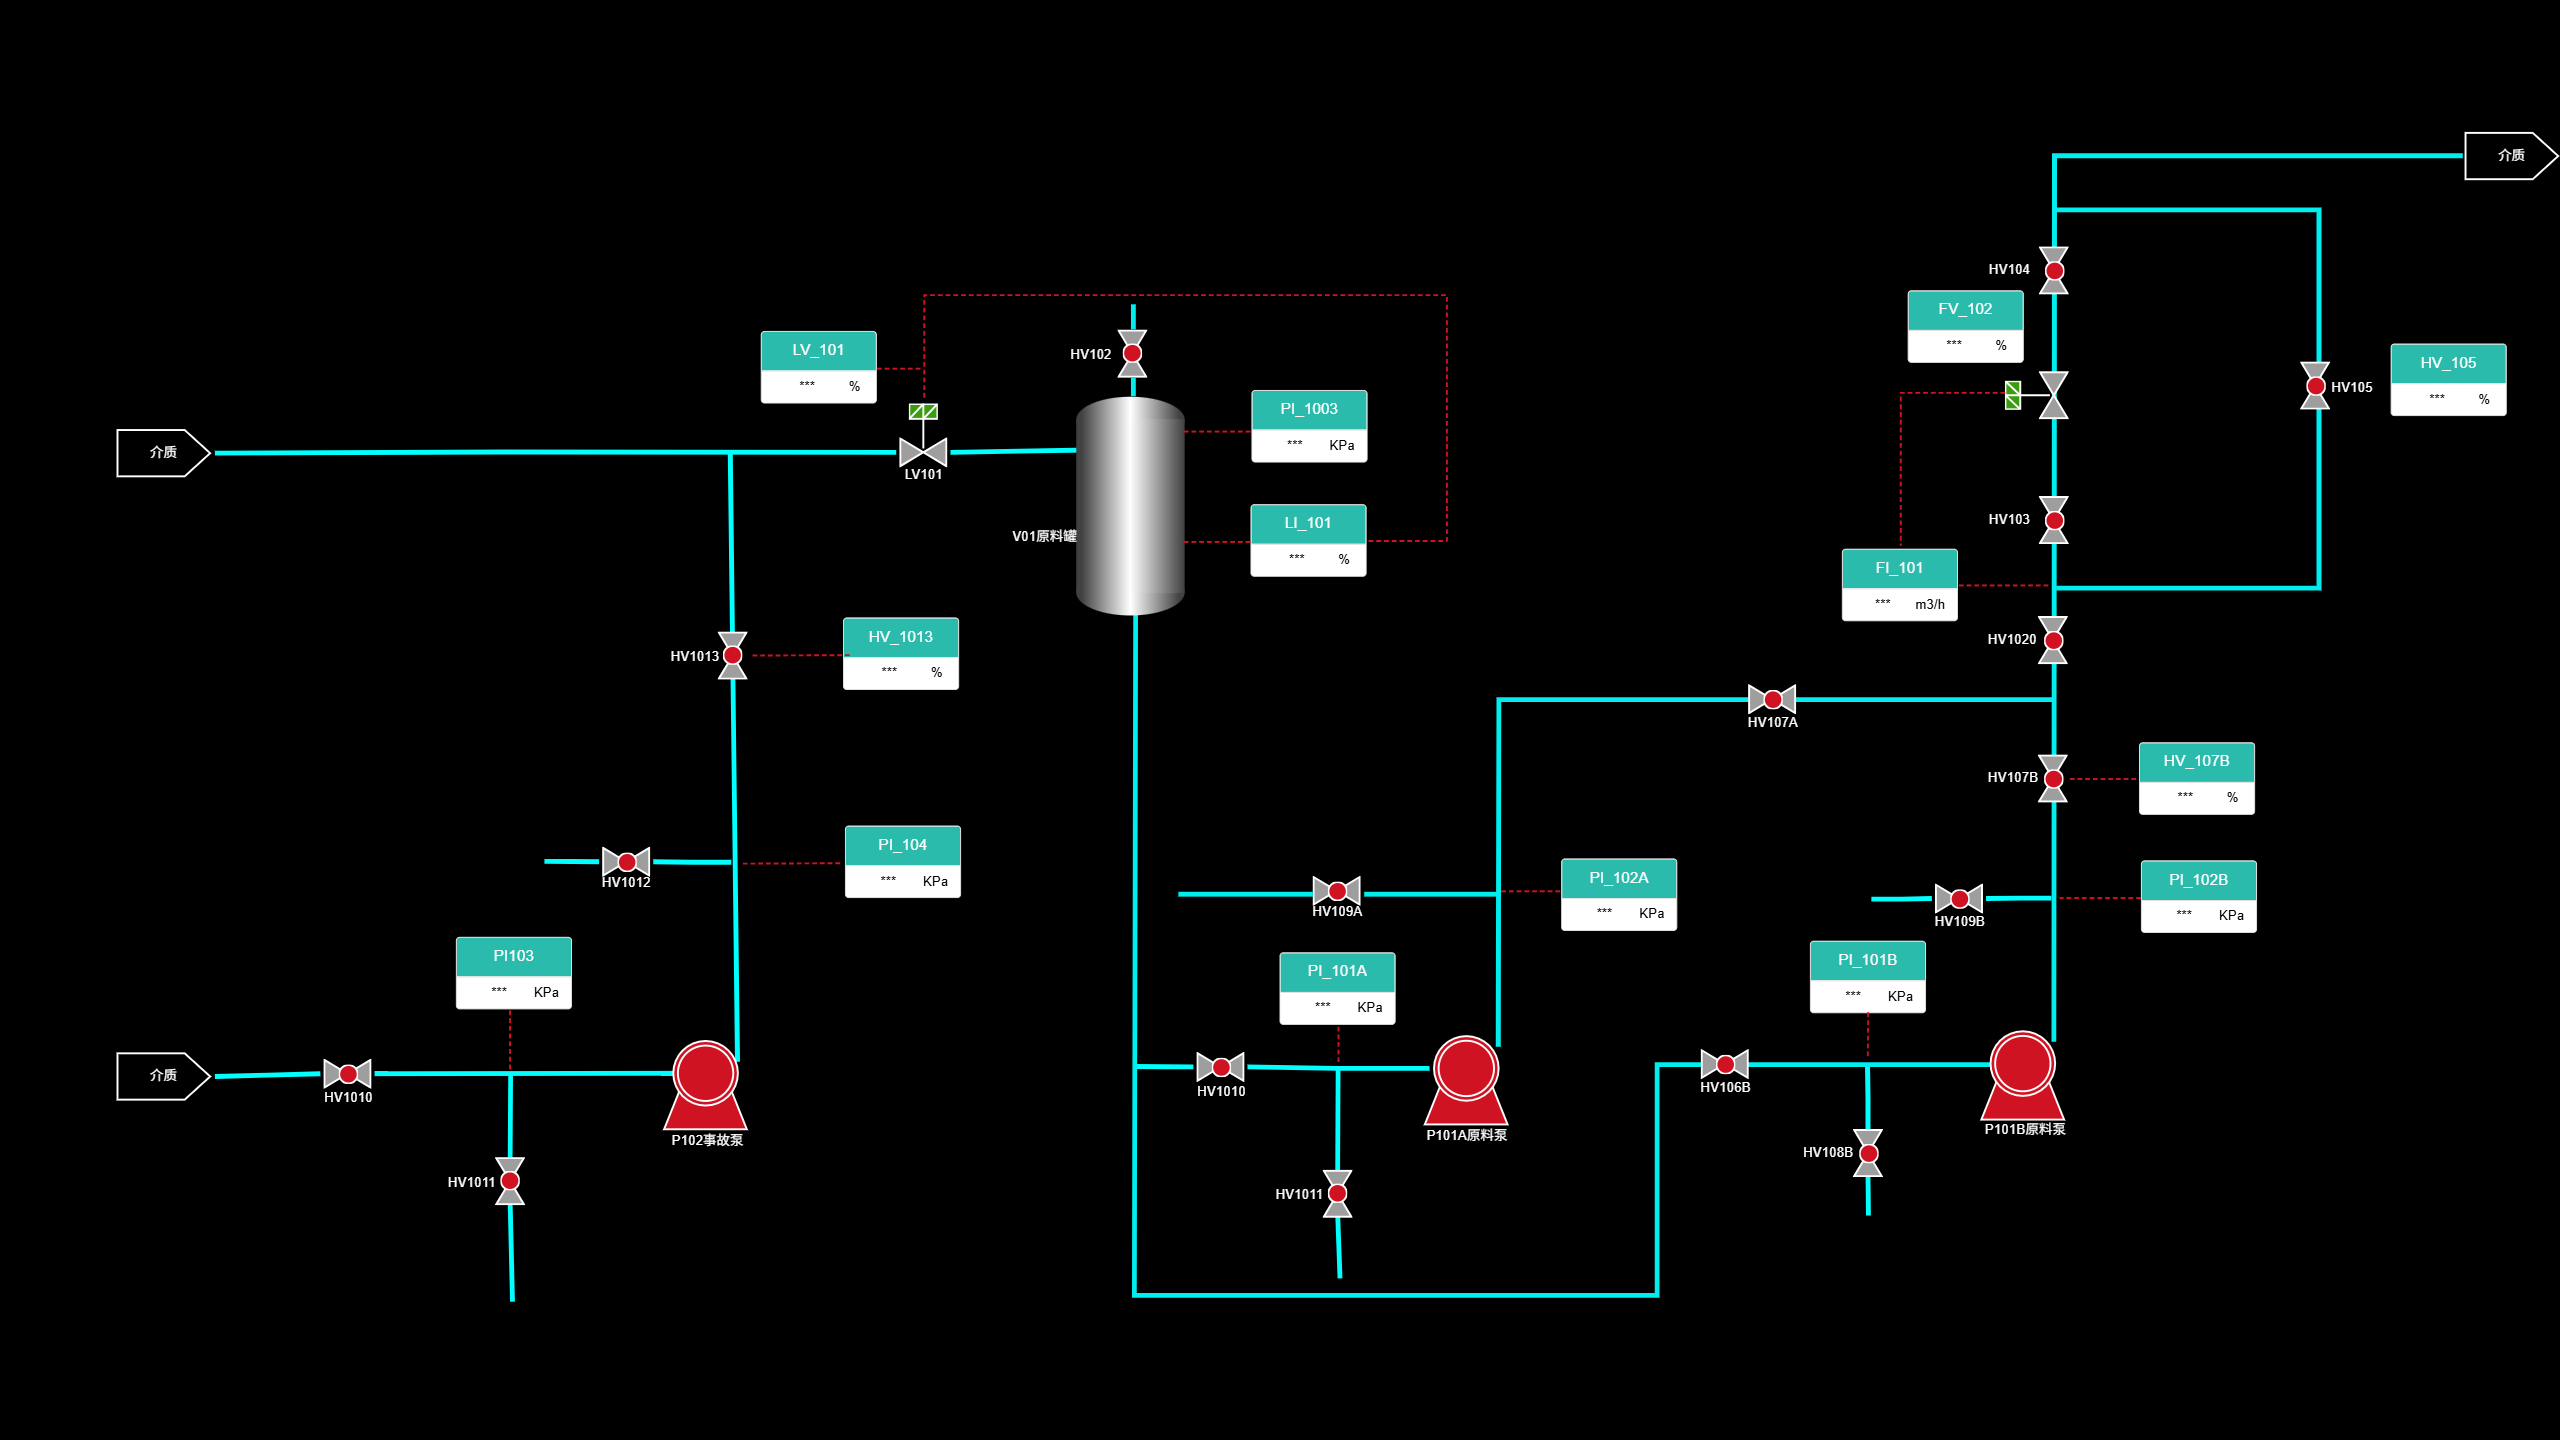 介质
HV104
FV_102
*** %
LV_101
*** %
HV102
HV_105
*** %
HV105
PI_1003
*** KPa
介质
LV101
LI_101
*** %
V01原料罐
HV103
FI_101
*** m3/h
HV_1013
*** %
HV1013
HV1020
HV107A
HV_107B
*** %
HV107B
PI_104
*** KPa
HV1012
PI_102A
*** KPa
HV109A
PI_102B
*** KPa
HV109B
PI103
*** KPa
PI_101A
*** KPa
PI_101B
*** KPa
介质
HV1010
HV1010
HV106B
P102事故泵
P101A原料泵
P101B原料泵
HV108B
HV1011
HV1011